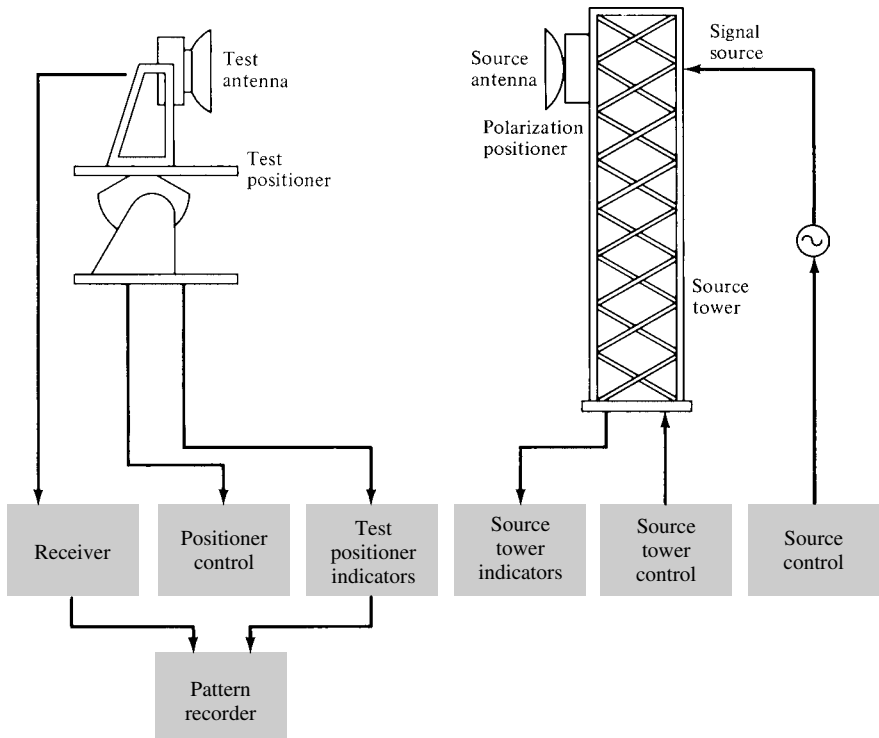 Test
antenna
Test
positioner
Source
antenna
Polarization
positioner
Signal
source
Source
tower
Receiver
Positioner
control
Test
positioner
indicators
Source
tower
indicators
Source
tower
control
Source
control
Pattern
recorder